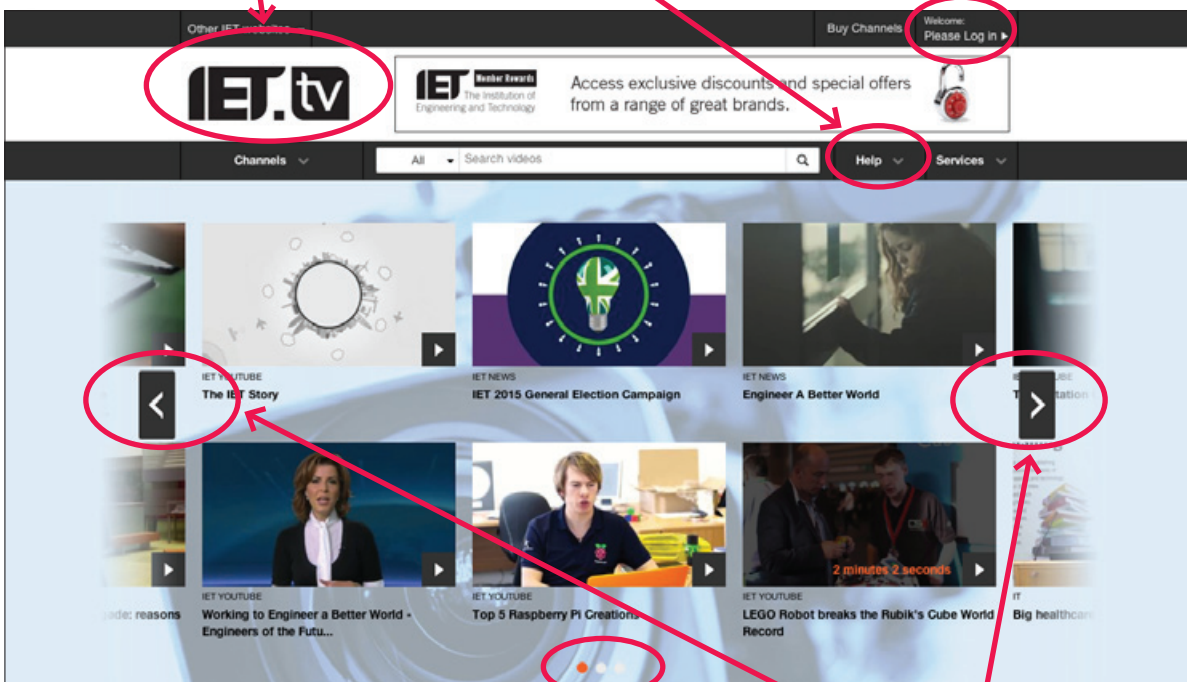 Other IET websites
Buy Channels
Welcome:
Please Log in
IET.tv
IET Member Rewards
The Institution of
Engineering and Technology
Access exclusive discounts and special offers
from a range of great brands.
Channels
All
Search videos
Help
Services
IET YOUTUBE
The IET Story
IET NEWS
IET 2015 General Election Campaign
IET NEWS
Engineer A Better World
2 minutes 2 seconds
reasons
IET YOUTUBE
Working to Engineer a Better World -
Engineers of the Futu...
IET YOUTUBE
Top 5 Raspberry Pi Creations
IET YOUTUBE
LEGO Robot breaks the Rubik's Cube World
Record
IT
Big healthcar